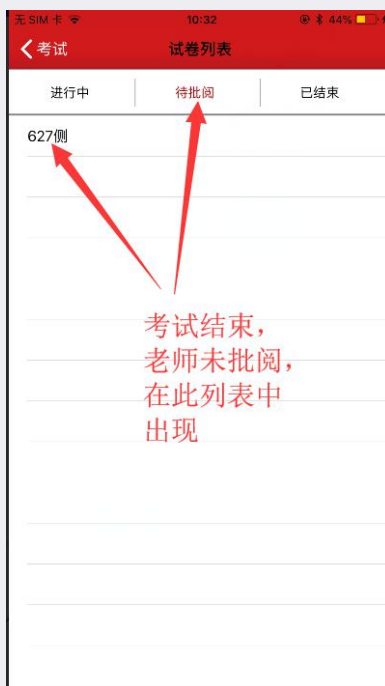 无 SIM 卡 10:32 44%
考试 试卷列表
进行中 待批阅 已结束
627侧
考试结束，
老师未批阅，
在此列表中
出现